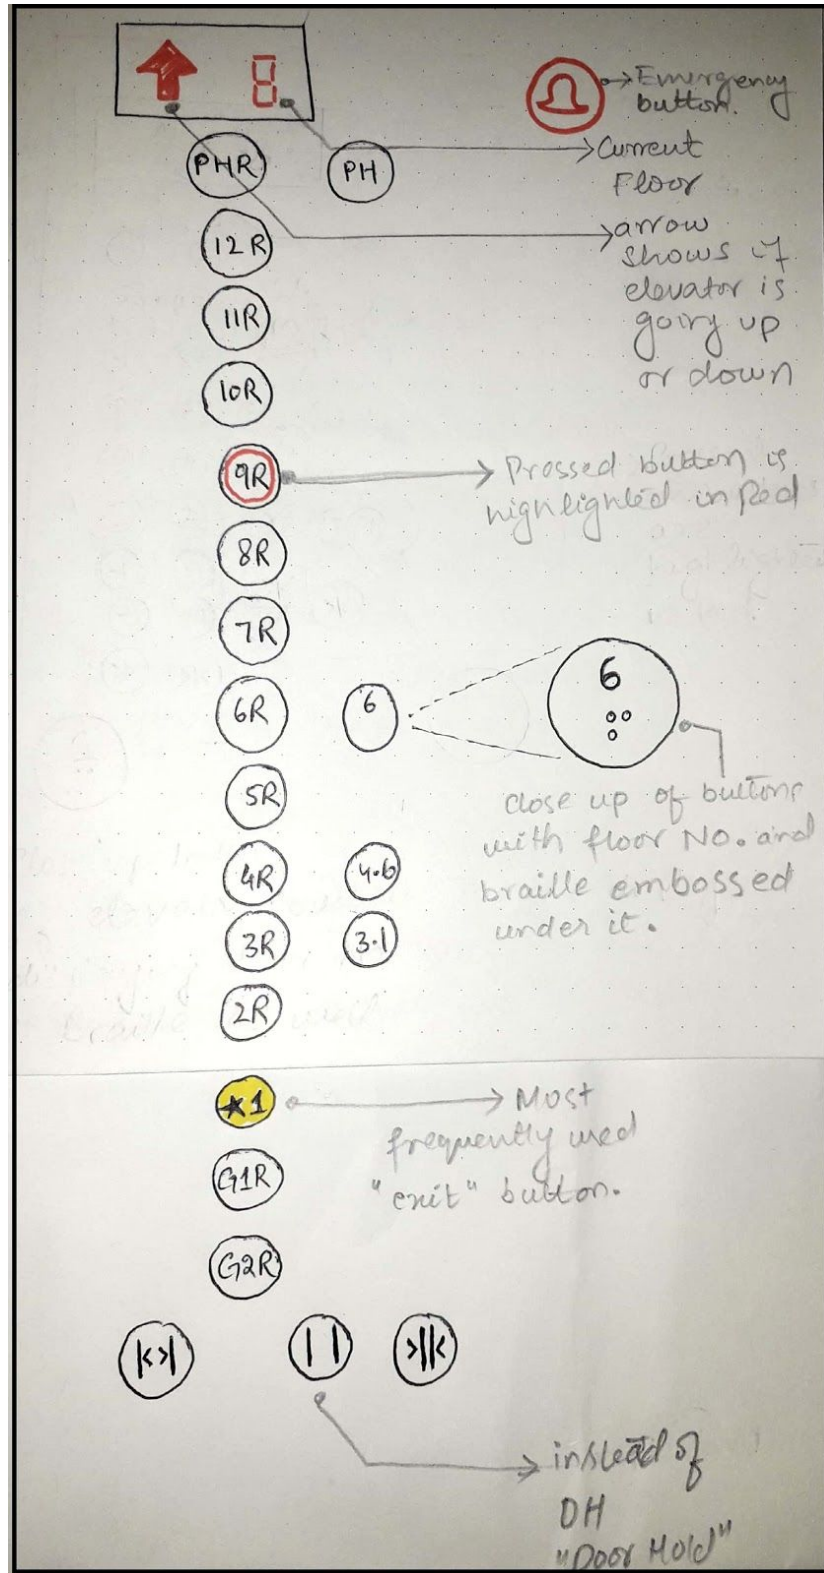 8
Emergency
button.
PHR PH
Current
Floor
12R
arrow
shows if
elevator is
going up
or down
11R
10R
9R
Pressed button is
highlighted in Red
8R
7R
6R 6 6
5R
close up of buttons
with floor No. and
braille embossed
under it.
4R 4.6
3R 3.1
2R
★1
Most
frequently used
"exit" button.
G1R
G2R
|<>| | | >||<
instead of
DH
"Door Hold"